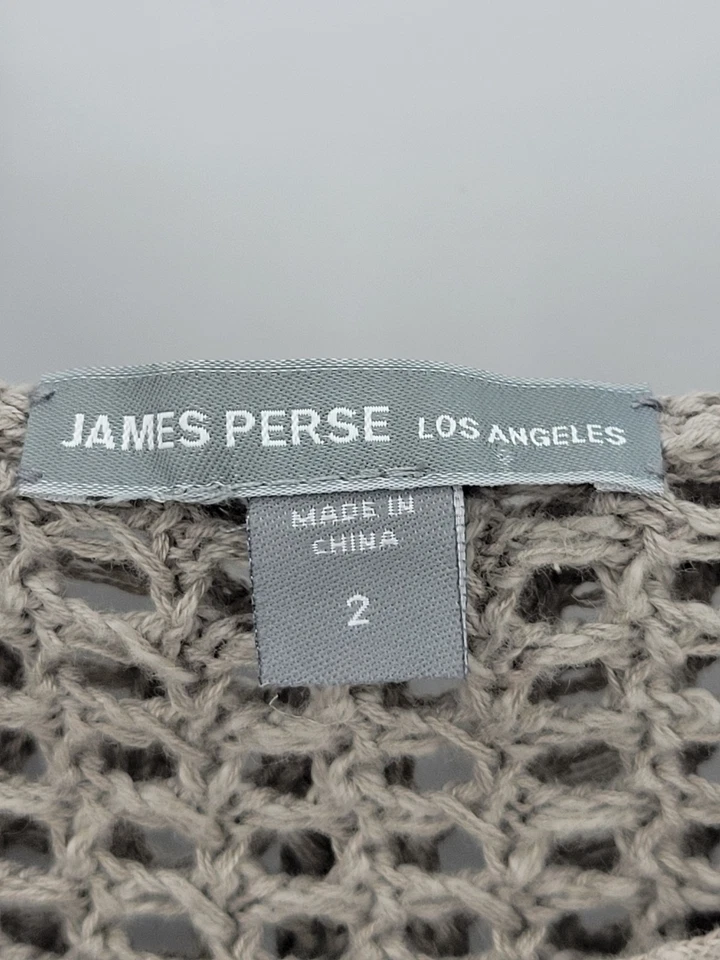 JAMES PERSE LOS ANGELES
MADE IN
CHINA
2